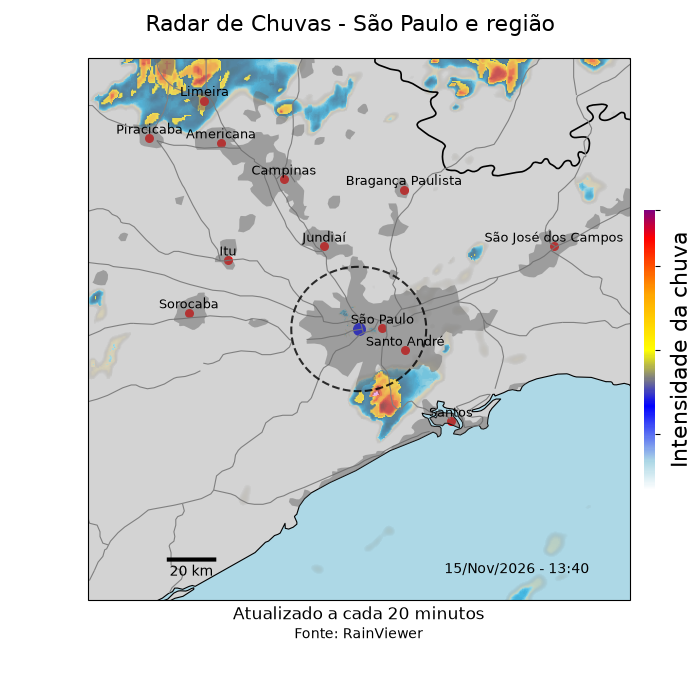 Radar de Chuvas - São Paulo e região
Limeira
Piracicaba
Americana
Campinas
Bragança Paulista
Jundiaí
São José dos Campos
Itu
Sorocaba
São Paulo
Santo André
Santos
Intensidade da chuva
20 km
15/Nov/2026 - 13:40
Atualizado a cada 20 minutos
Fonte: RainViewer